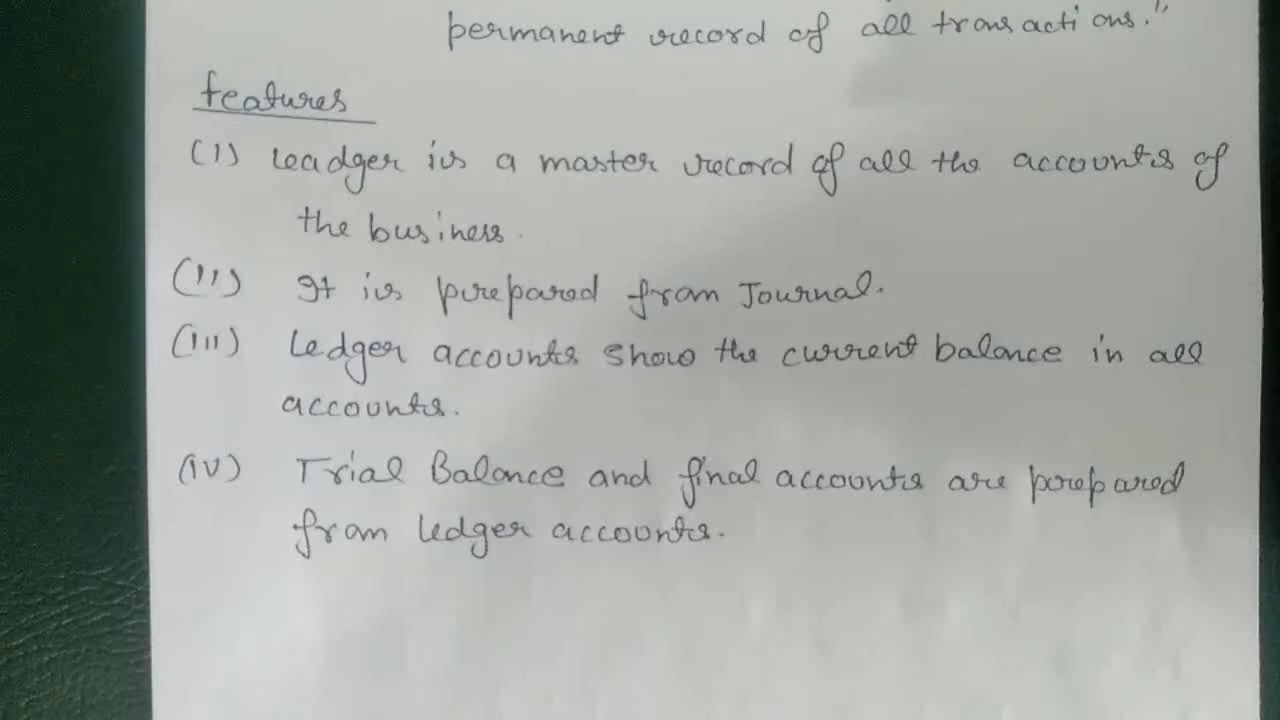 permanent record of all transactions."
features
(I) Leadger is a master record of all the accounts of
the business.
(II) It is prepared from Journal.
(III) Ledger accounts show the current balance in all
accounts.
(IV) Trial Balance and final accounts are prepared
from ledger accounts.